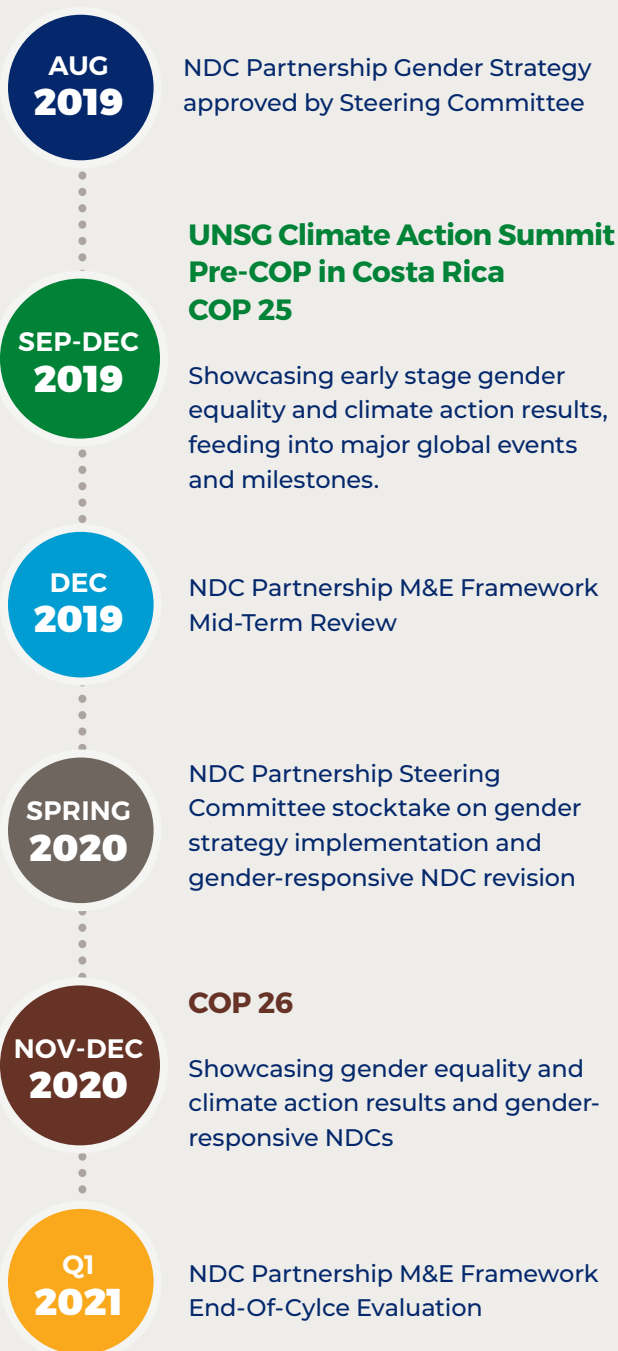 AUG
2019
NDC Partnership Gender Strategy
approved by Steering Committee
SEP-DEC
2019
UNSG Climate Action Summit
Pre-COP in Costa Rica
COP 25
Showcasing early stage gender
equality and climate action results,
feeding into major global events
and milestones.
DEC
2019
NDC Partnership M&E Framework
Mid-Term Review
SPRING
2020
NDC Partnership Steering
Committee stocktake on gender
strategy implementation and
gender-responsive NDC revision
NOV-DEC
2020
COP 26
Showcasing gender equality and
climate action results and gender-
responsive NDCs
Q1
2021
NDC Partnership M&E Framework
End-Of-Cylce Evaluation